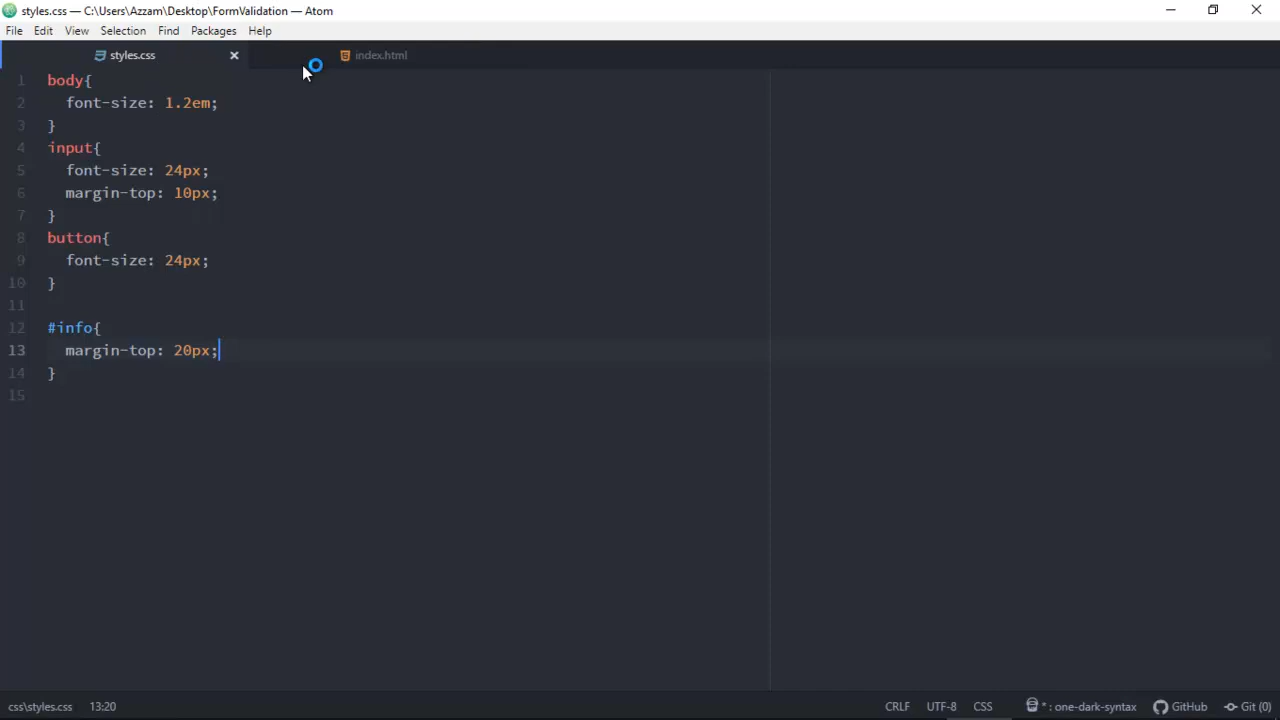 styles.css — C:\Users\Azzam\Desktop\FormValidation — Atom
File Edit View Selection Find Packages Help
styles.css index.html
1 body{
2 font-size: 1.2em;
3 }
4 input{
5 font-size: 24px;
6 margin-top: 10px;
7 }
8 button{
9 font-size: 24px;
10 }
11
12 #info{
13 margin-top: 20px;
14 }
15
css\styles.css 13:20 CRLF UTF-8 CSS * : one-dark-syntax GitHub Git (0)